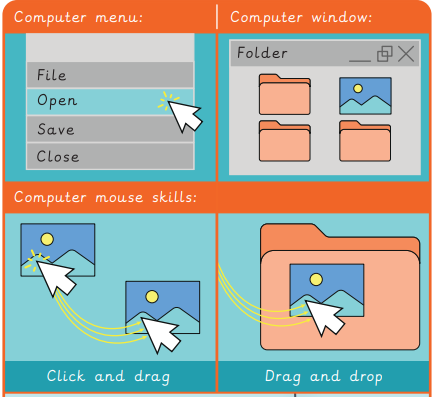 Computer menu:
Computer window:
File
Open
Save
Close
Folder
Computer mouse skills:
Click and drag
Drag and drop